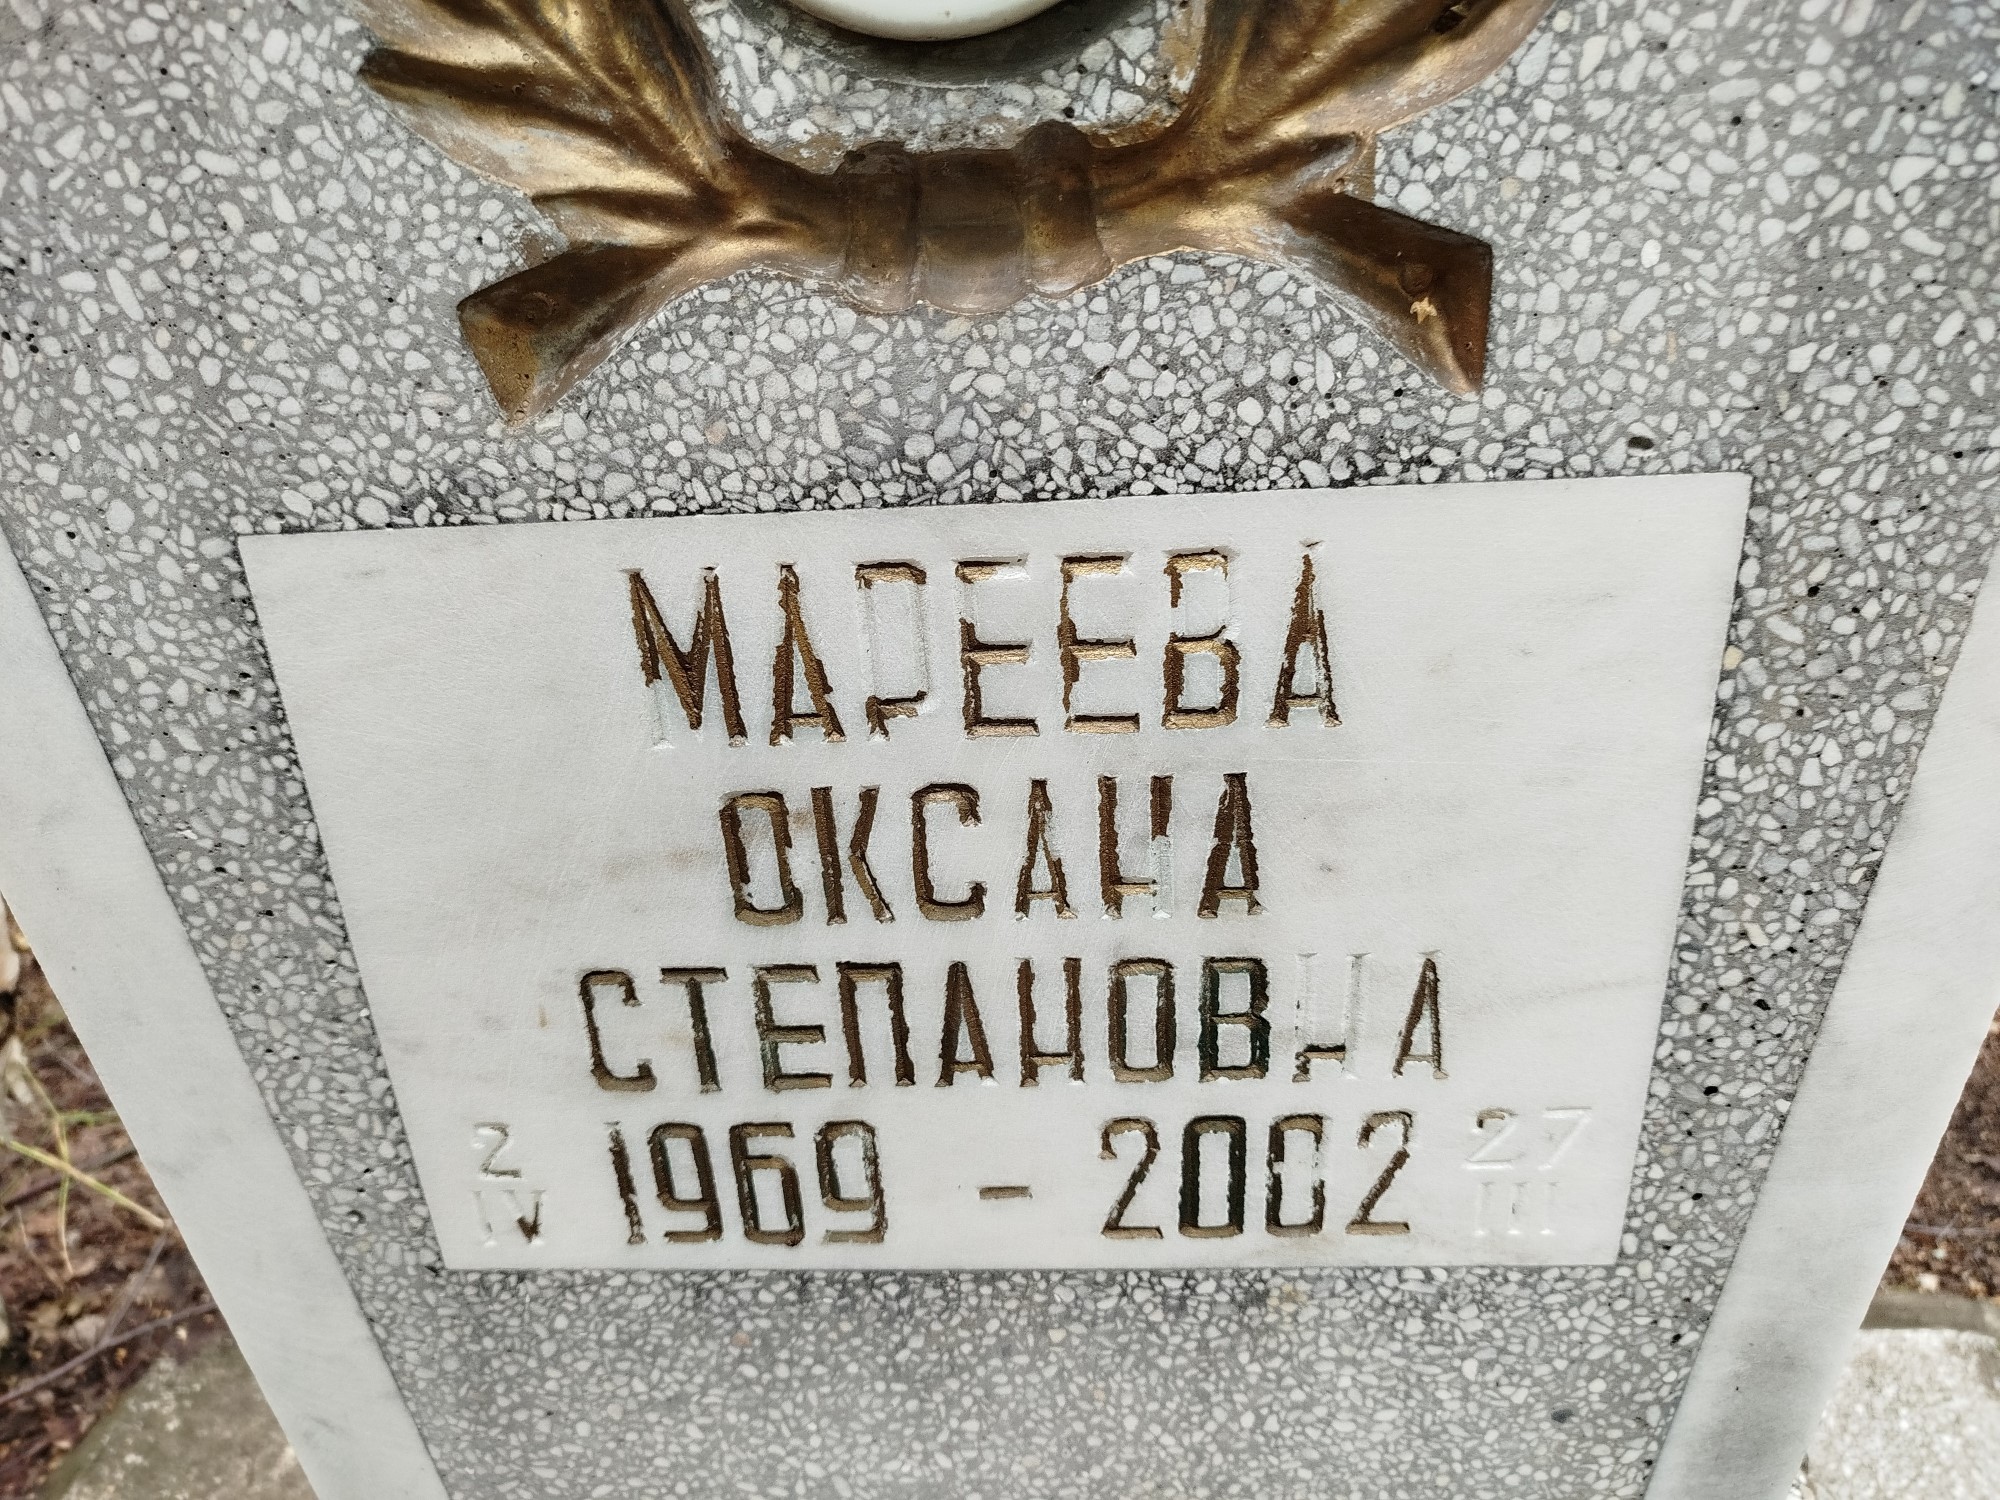 МАРЕЕВА
ОКСАНА
СТЕПАНОВНА
2 IV 1969 - 2002 27 III